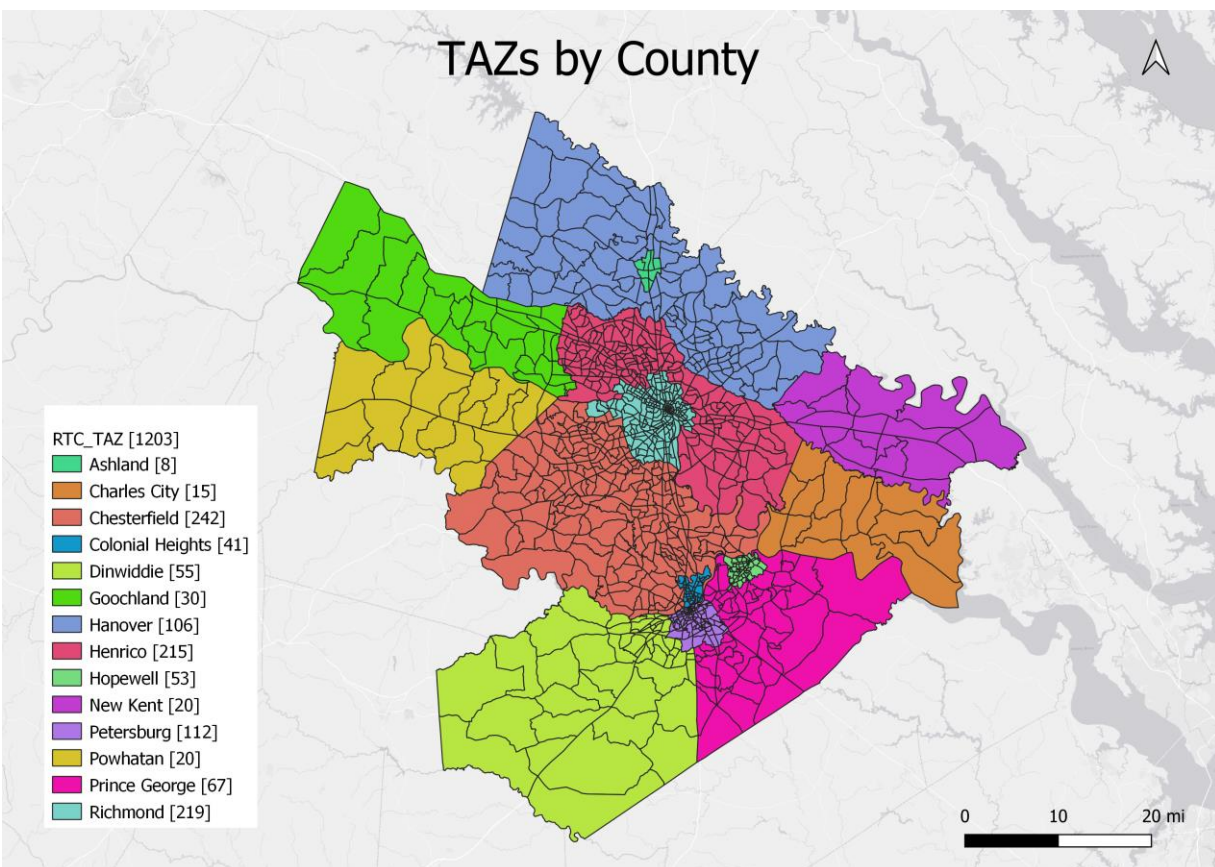 TAZs by County
RTC_TAZ [1203]
Ashland [8]
Charles City [15]
Chesterfield [242]
Colonial Heights [41]
Dinwiddie [55]
Goochland [30]
Hanover [106]
Henrico [215]
Hopewell [53]
New Kent [20]
Petersburg [112]
Powhatan [20]
Prince George [67]
Richmond [219]
0 10 20 mi